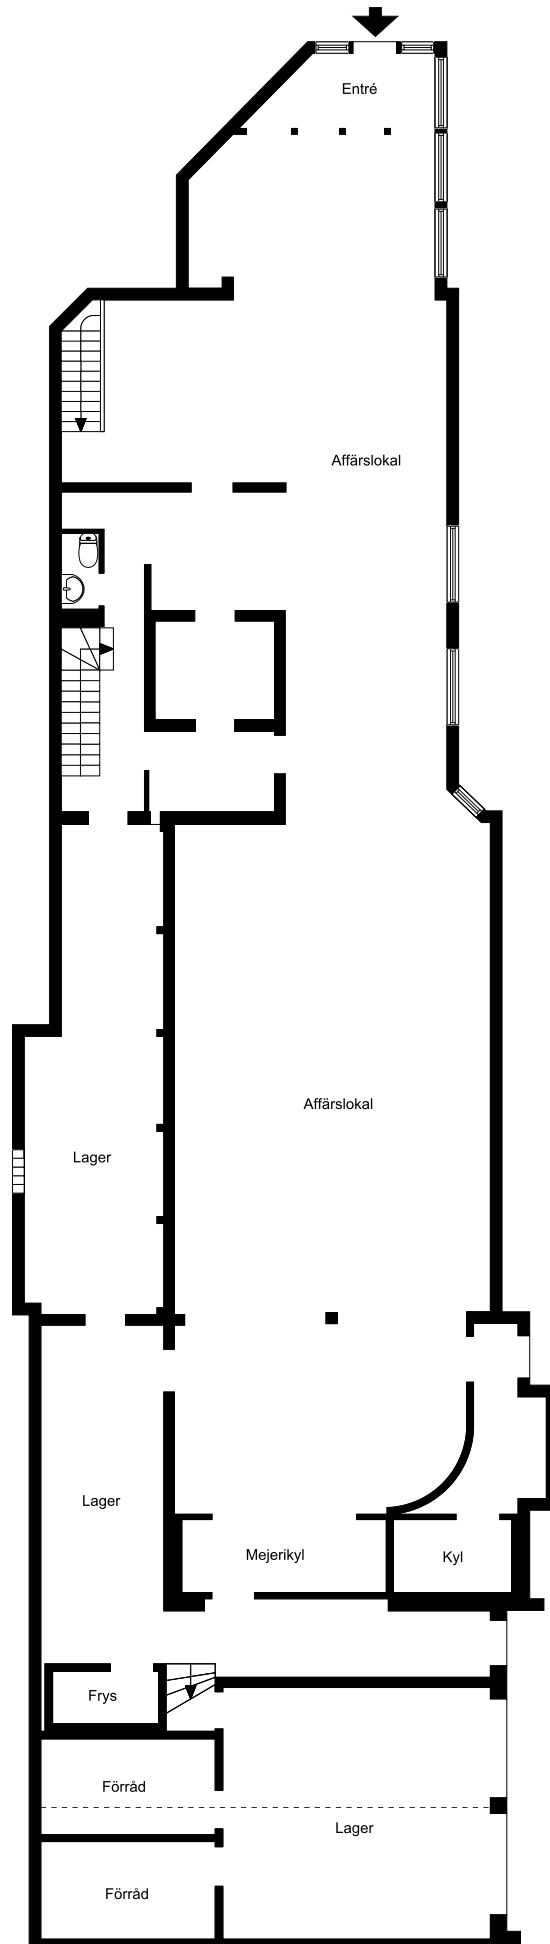 Entré
Affärslokal
Affärslokal
Lager
Lager
Mejerikyl
Kyl
Frys
Förråd
Lager
Förråd